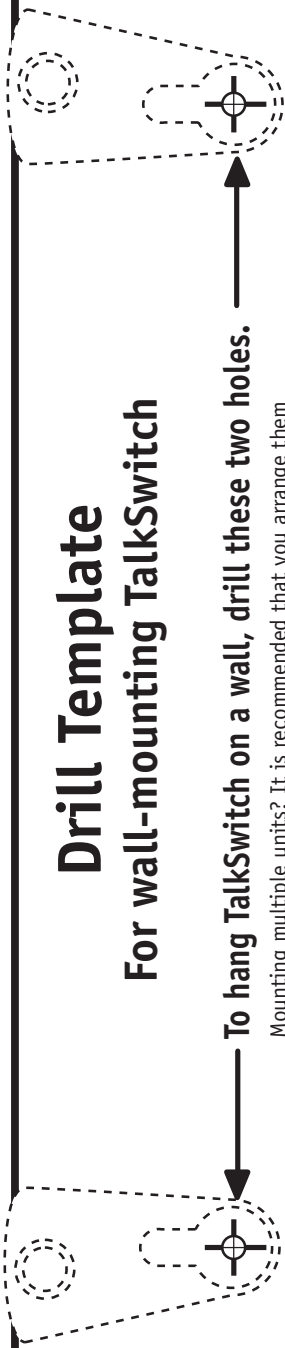 Drill Template
For wall-mounting TalkSwitch
To hang TalkSwitch on a wall, drill these two holes.
Mounting multiple units? It is recommended that you arrange them